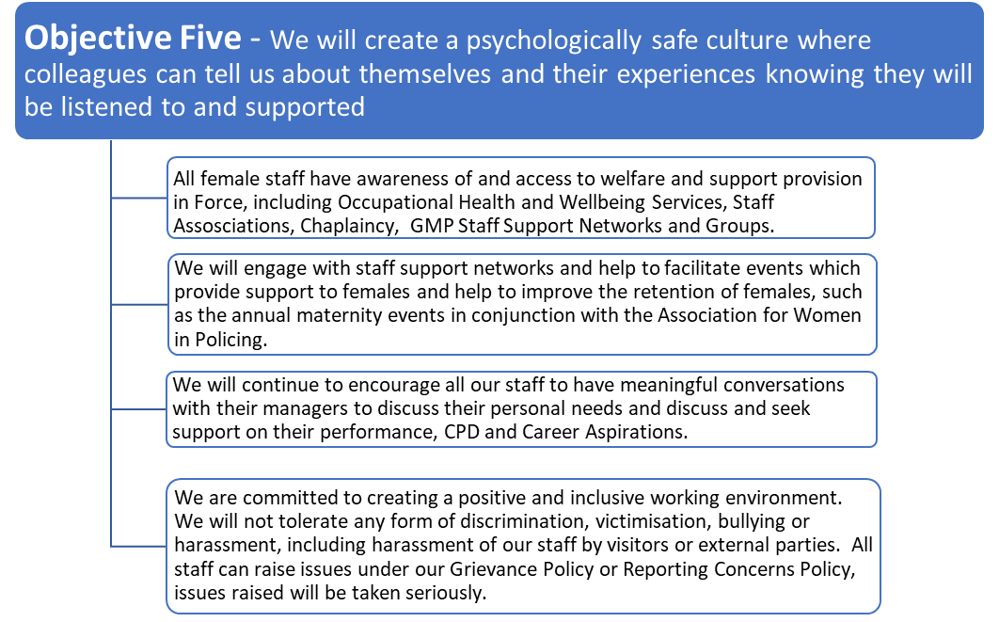 Objective Five - We will create a psychologically safe culture where
colleagues can tell us about themselves and their experiences knowing they will
be listened to and supported
All female staff have awareness of and access to welfare and support provision
in Force, including Occupational Health and Wellbeing Services, Staff
Assosciations, Chaplaincy,  GMP Staff Support Networks and Groups.
We will engage with staff support networks and help to facilitate events which
provide support to females and help to improve the retention of females, such
as the annual maternity events in conjunction with the Association for Women
in Policing.
We will continue to encourage all our staff to have meaningful conversations
with their managers to discuss their personal needs and discuss and seek
support on their performance, CPD and Career Aspirations.
We are committed to creating a positive and inclusive working environment.
We will not tolerate any form of discrimination, victimisation, bullying or
harassment, including harassment of our staff by visitors or external parties.  All
staff can raise issues under our Grievance Policy or Reporting Concerns Policy,
issues raised will be taken seriously.